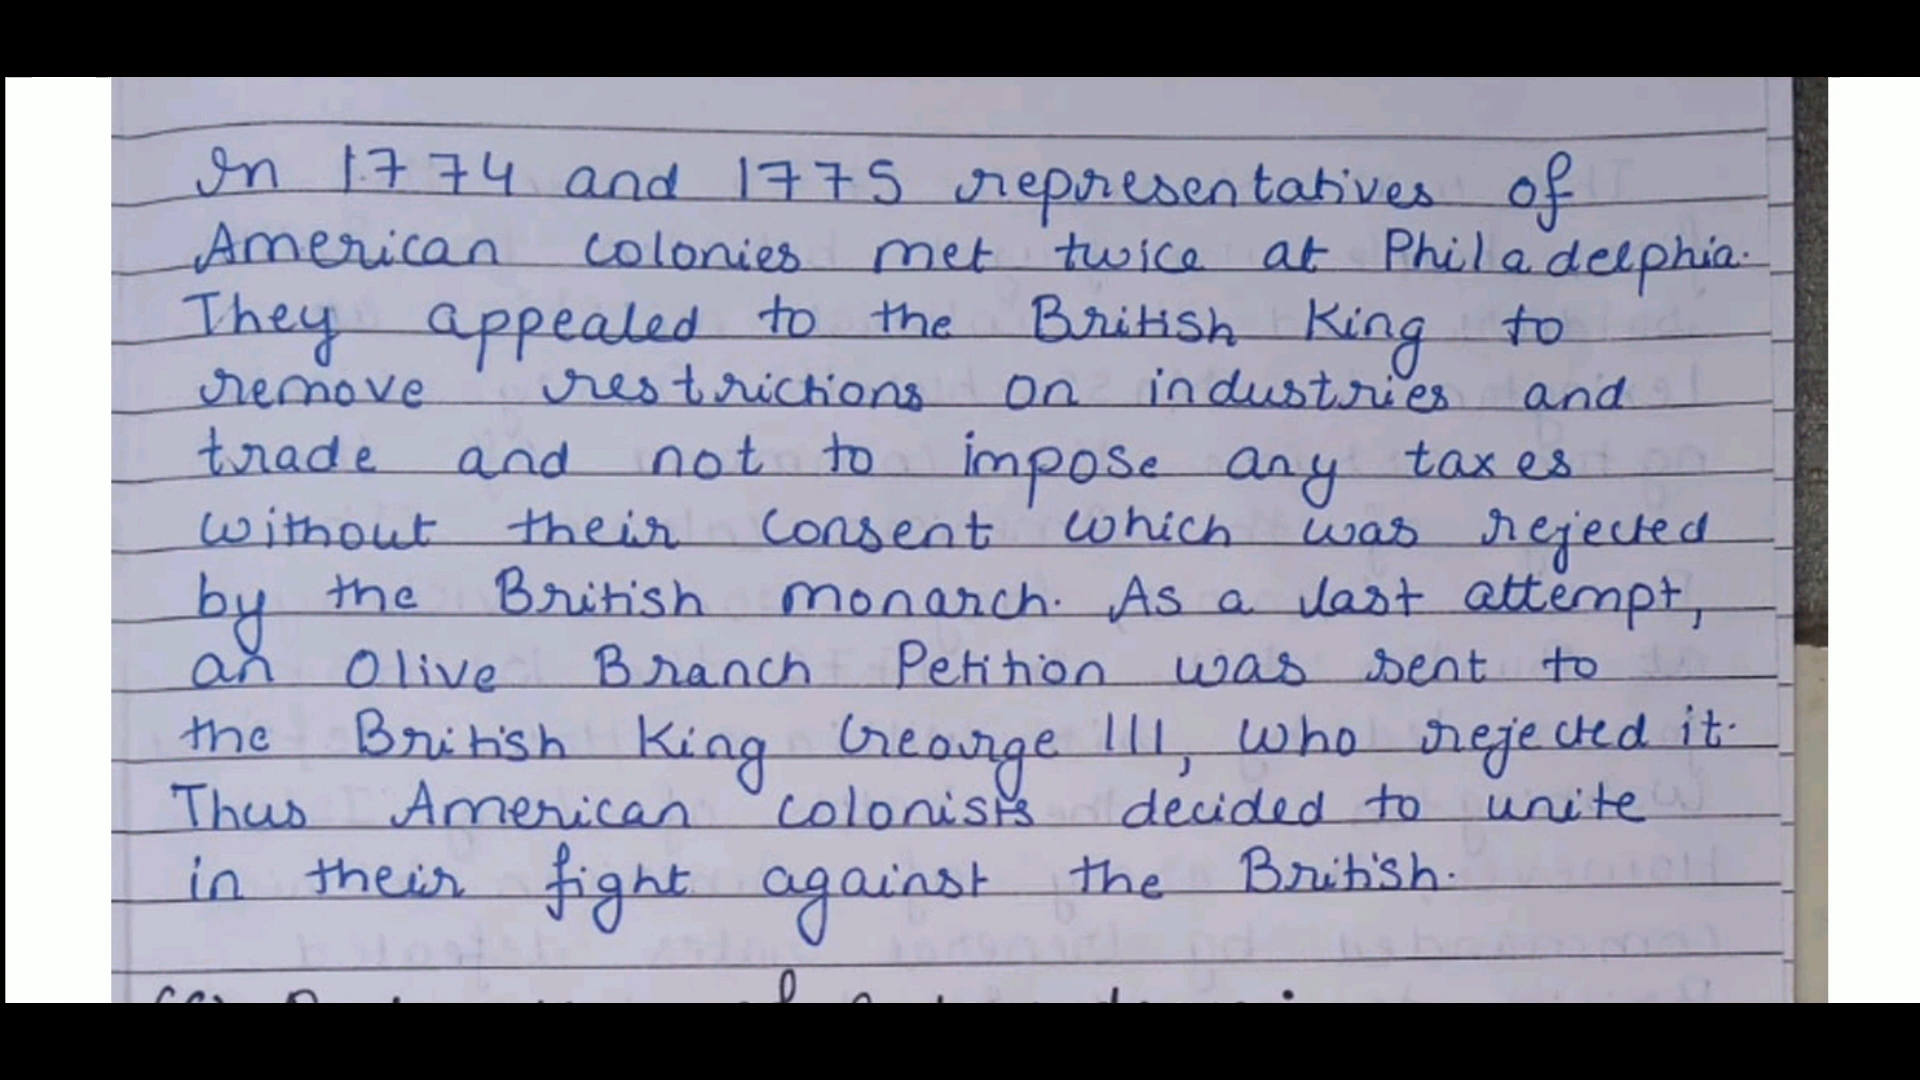 In 1774 and 1775 representatives of
American colonies met twice at Philadelphia.
They appealed to the British King to
remove restrictions on industries and
trade and not to impose any taxes
without their consent which was rejected
by the British monarch. As a last attempt,
an Olive Branch Petition was sent to
the British King George III, who rejected it.
Thus American colonists decided to unite
in their fight against the British.